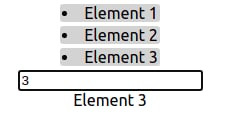 • Element 1
• Element 2
• Element 3
3
Element 3